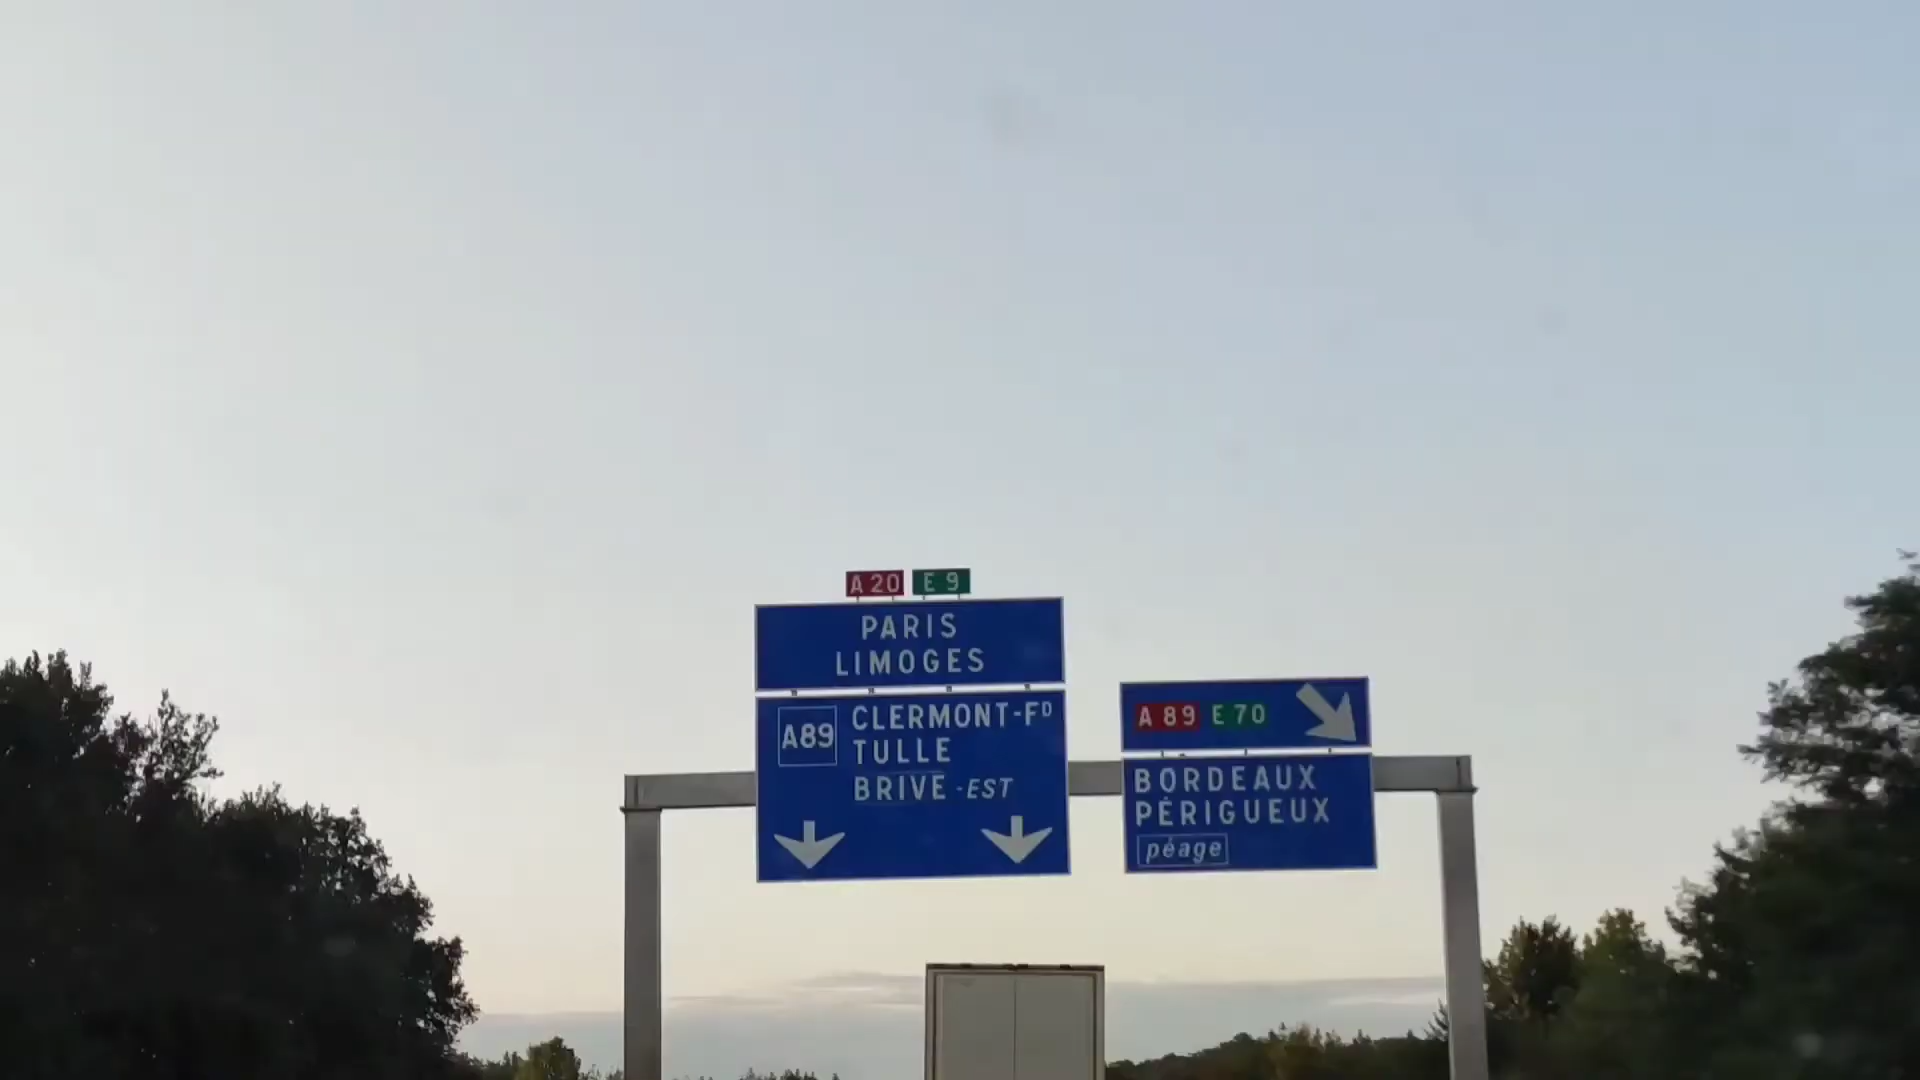 A 20 E 9
PARIS
LIMOGES
A89
CLERMONT-Fᴰ
TULLE
BRIVE-EST
A 89 E 70
BORDEAUX
PÉRIGUEUX
péage